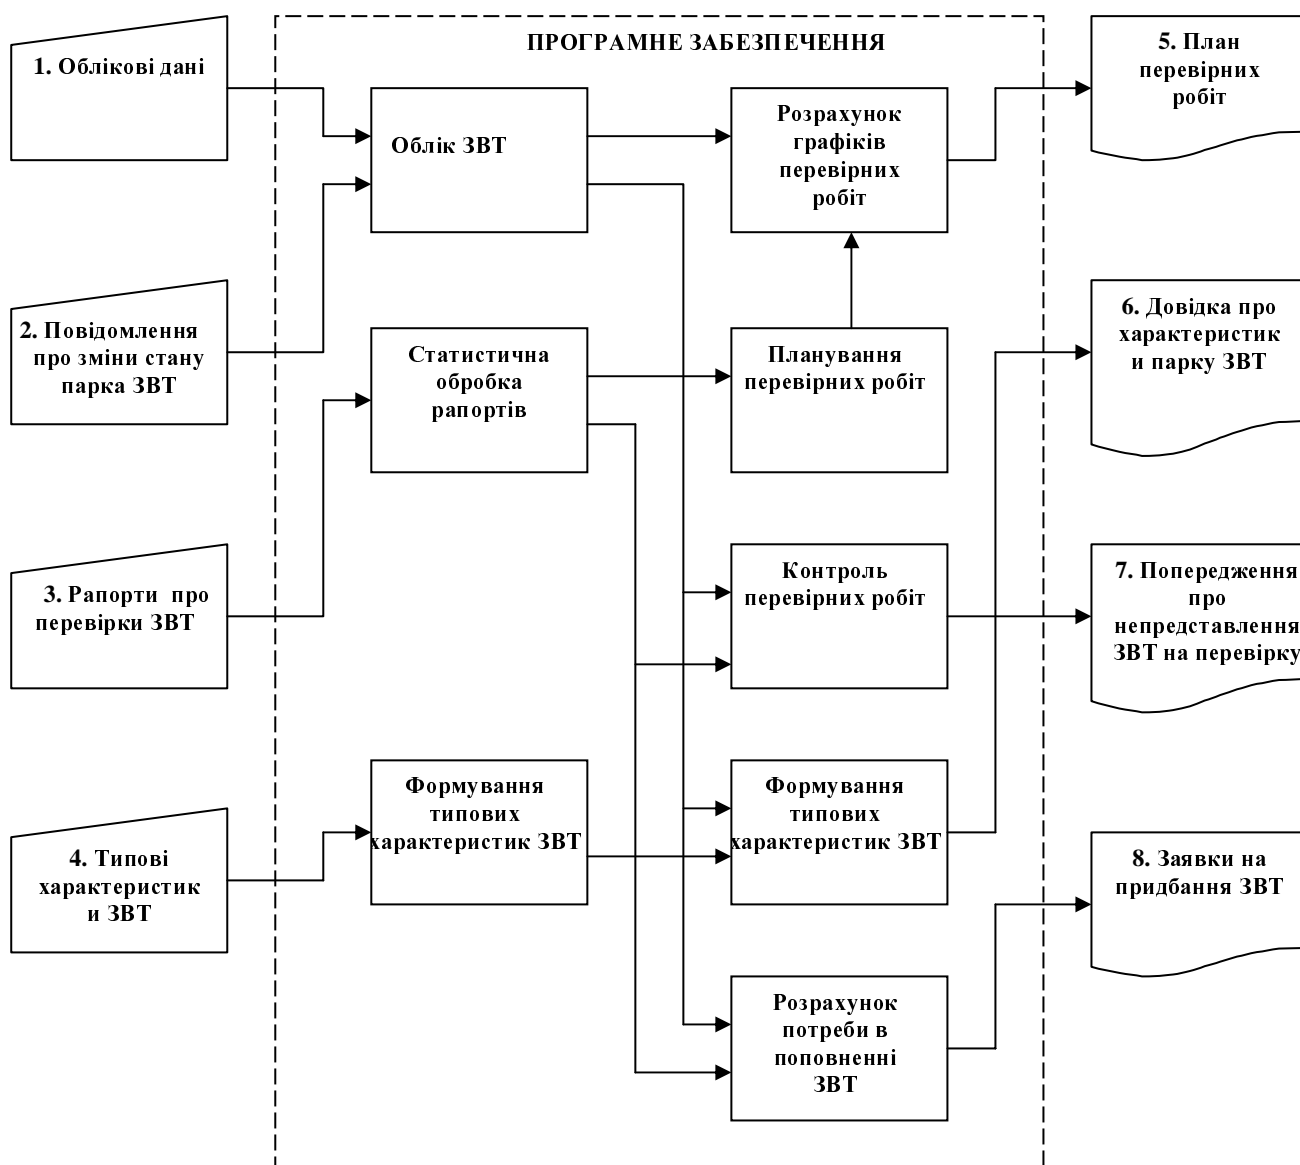 ПРОГРАМНЕ ЗАБЕЗПЕЧЕННЯ
1. Облікові дані
Облік ЗВТ
Розрахунок
графіків
перевірних
робіт
5. План
перевірних
робіт
2. Повідомлення
про зміни стану
парка ЗВТ
Статистична
обробка
рапортів
Планування
перевірних робіт
6. Довідка про
характеристик
и парку ЗВТ
3. Рапорти про
перевірки ЗВТ
Контроль
перевірних робіт
7. Попередження
про
непредставлення
ЗВТ на перевірку
4. Типові
характеристик
и ЗВТ
Формування
типових
характеристик ЗВТ
Формування
типових
характеристик ЗВТ
8. Заявки на
придбання ЗВТ
Розрахунок
потреби в
поповненні
ЗВТ